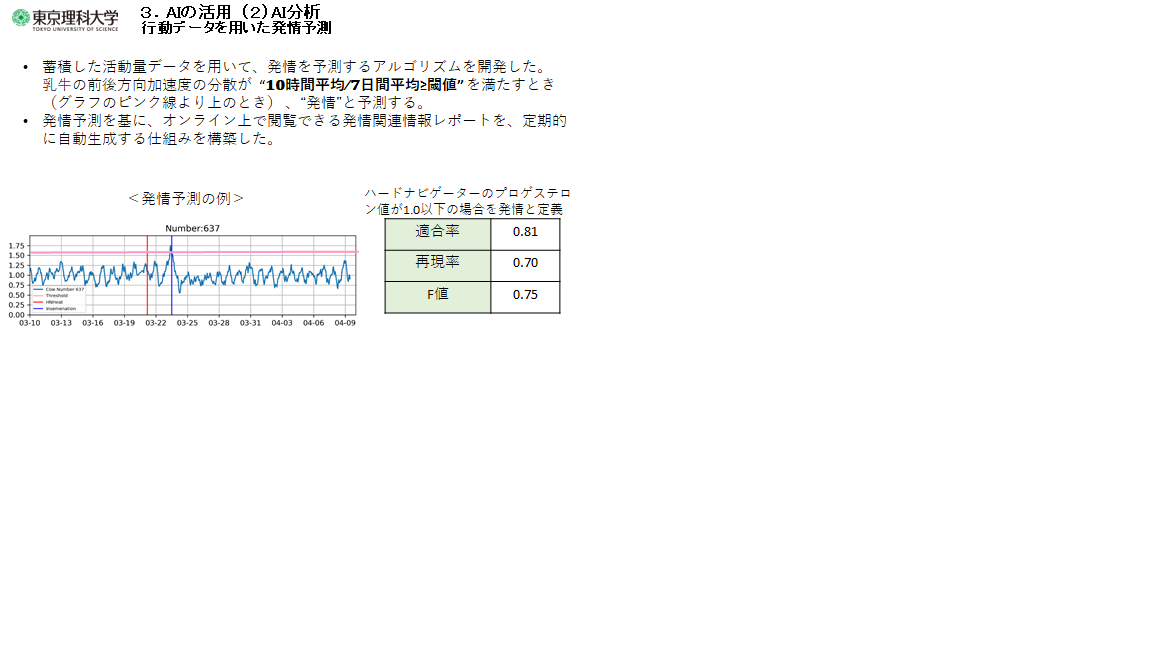 東京理科大学
TOKYO UNIVERSITY OF SCIENCE
３．AIの活用 (２)AI分析
行動データを用いた発情予測
• 蓄積した活動量データを用いて、発情を予測するアルゴリズムを開発した。
乳牛の前後方向加速度の分散が “10時間平均/7日間平均≥閾値” を満たすとき
（グラフのピンク線より上のとき）、“発情”と予測する。
• 発情予測を基に、オンライン上で閲覧できる発情関連情報レポートを、定期的
に自動生成する仕組みを構築した。
＜発情予測の例＞
Number:637
1.75
1.50
1.25
1.00
0.75
0.50
0.25
0.00
Cow Number 637
Threshold
HNHeat
Insemenation
03-10 03-13 03-16 03-19 03-22 03-25 03-28 03-31 04-03 04-06 04-09
ハードナビゲーターのプロゲステロ
ン値が1.0以下の場合を発情と定義
適合率 0.81
再現率 0.70
F値 0.75